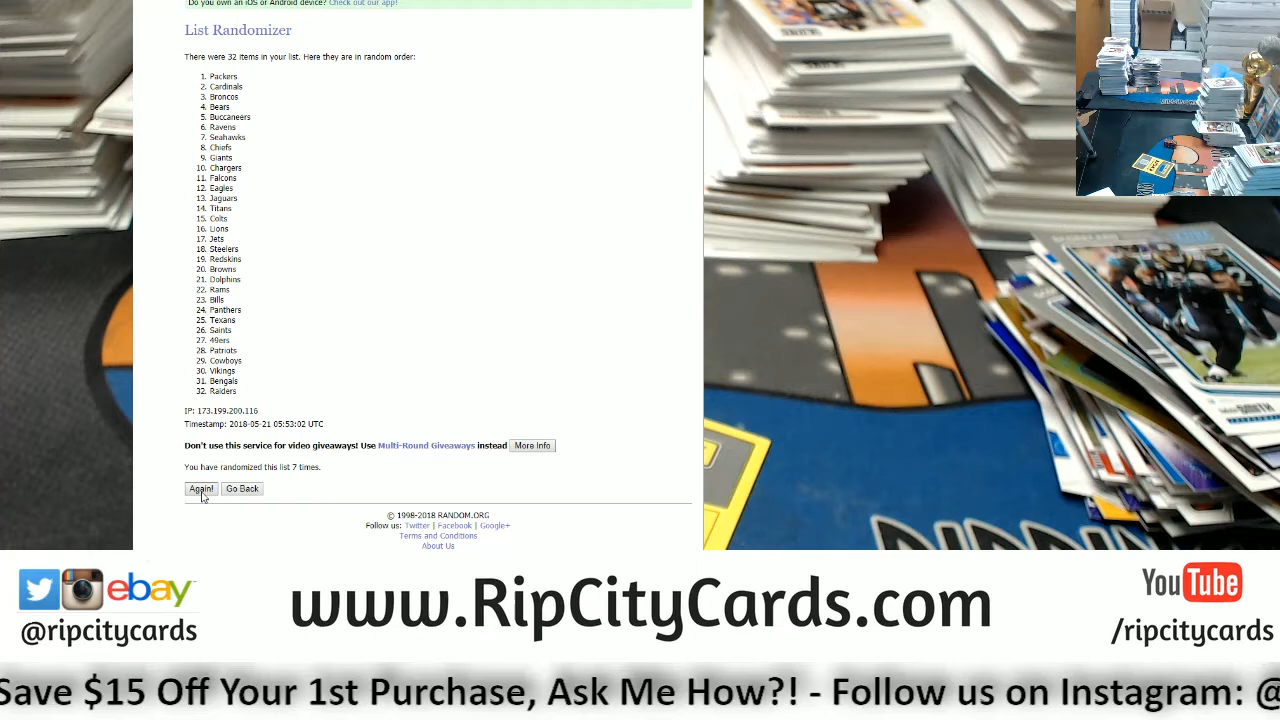 Do you own an iOS or Android device? Check out our app!
List Randomizer
There were 32 items in your list. Here they are in random order:
1. Packers
2. Cardinals
3. Broncos
4. Bears
5. Buccaneers
6. Ravens
7. Seahawks
8. Chiefs
9. Giants
10. Chargers
11. Falcons
12. Eagles
13. Jaguars
14. Titans
15. Colts
16. Lions
17. Jets
18. Steelers
19. Redskins
20. Browns
21. Dolphins
22. Rams
23. Bills
24. Panthers
25. Texans
26. Saints
27. 49ers
28. Patriots
29. Cowboys
30. Vikings
31. Bengals
32. Raiders
IP: 173.199.200.116
Timestamp: 2018-05-21 05:53:02 UTC
Don't use this service for video giveaways! Use Multi-Round Giveaways instead More Info
You have randomized this list 7 times.
Again! Go Back
© 1998-2018 RANDOM.ORG
Follow us: Twitter | Facebook | Google+
Terms and Conditions
About Us
ebay
@ripcitycards
www.RipCityCards.com
YouTube
/ripcitycards
Save $15 Off Your 1st Purchase, Ask Me How?! - Follow us on Instagram: @